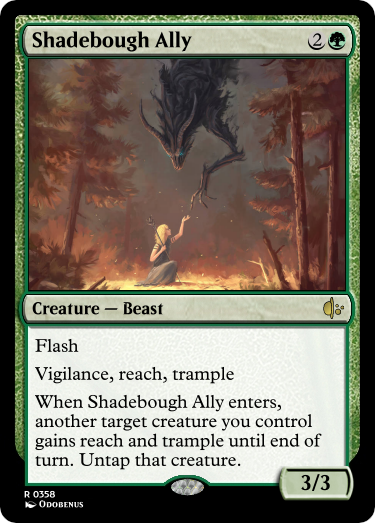 Shadebough Ally 2
Creature — Beast
Flash
Vigilance, reach, trample
When Shadebough Ally enters,
another target creature you control
gains reach and trample until end of
turn. Untap that creature.
3/3
R 0358
Odobenus